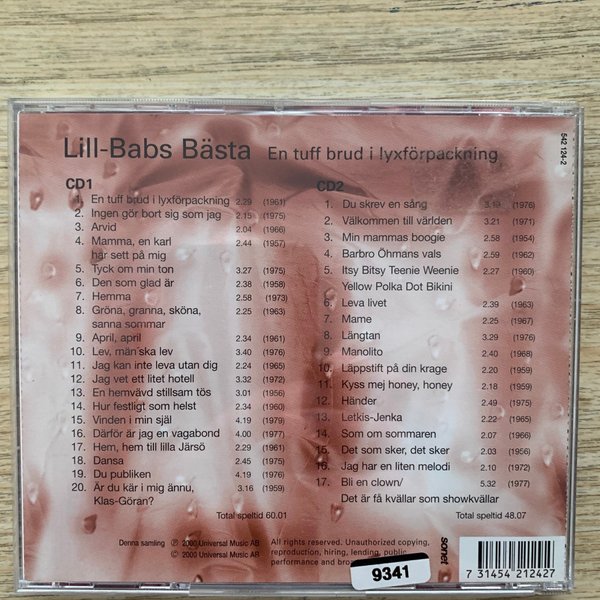 542 124-2
Lill-Babs Bästa En tuff brud i lyxförpackning
CD1
1. En tuff brud i lyxförpackning 2.29 (1961)
2. Ingen gör bort sig som jag 2.15 (1975)
3. Arvid 2.04 (1966)
4. Mamma, en karl 2.44 (1957)
har sett på mig
5. Tyck om min ton 3.27 (1975)
6. Den som glad är 2.38 (1958)
7. Hemma 2.58 (1973)
8. Gröna, granna, sköna, 2.25 (1963)
sanna sommar
9. April, april 2.34 (1961)
10. Lev, människa lev 3.40 (1976)
11. Jag kan inte leva utan dig 2.24 (1965)
12. Jag vet ett litet hotell 3.32 (1972)
13. En hemvävd stillsam tös 3.01 (1956)
14. Hur festligt som helst 2.34 (1960)
15. Vinden i min själ 4.19 (1979)
16. Därför är jag en vagabond 4.00 (1977)
17. Hem, hem till lilla Järsö 2.29 (1961)
18. Dansa 2.45 (1975)
19. Du publiken 4.19 (1976)
20. Är du kär i mig ännu, 3.16 (1959)
Klas-Göran?
Total speltid 60.01
CD2
1. Du skrev en sång 3.19 (1976)
2. Välkommen till världen 3.21 (1971)
3. Min mammas boogie 2.58 (1954)
4. Barbro Öhmans vals 2.59 (1962)
5. Itsy Bitsy Teenie Weenie 2.27 (1960)
Yellow Polka Dot Bikini
6. Leva livet 2.39 (1963)
7. Mame 2.25 (1967)
8. Längtan 3.29 (1976)
9. Manolito 2.40 (1968)
10. Läppstift på din krage 2.20 (1959)
11. Kyss mej honey, honey 2.18 (1959)
12. Händer 2.49 (1975)
13. Letkis-Jenka 2.22 (1965)
14. Som om sommaren 2.07 (1966)
15. Det som sker, det sker 2.03 (1956)
16. Jag har en liten melodi 2.10 (1972)
17. Bli en clown/ 5.32 (1977)
Det är få kvällar som showkvällar
Total speltid 48.07
Denna samling ℗ 2000 Universal Music AB
© 2000 Universal Music AB
All rights reserved. Unauthorized copying,
reproduction, hiring, lending, public
performance and
9341
sonet
7 31454 21242 7